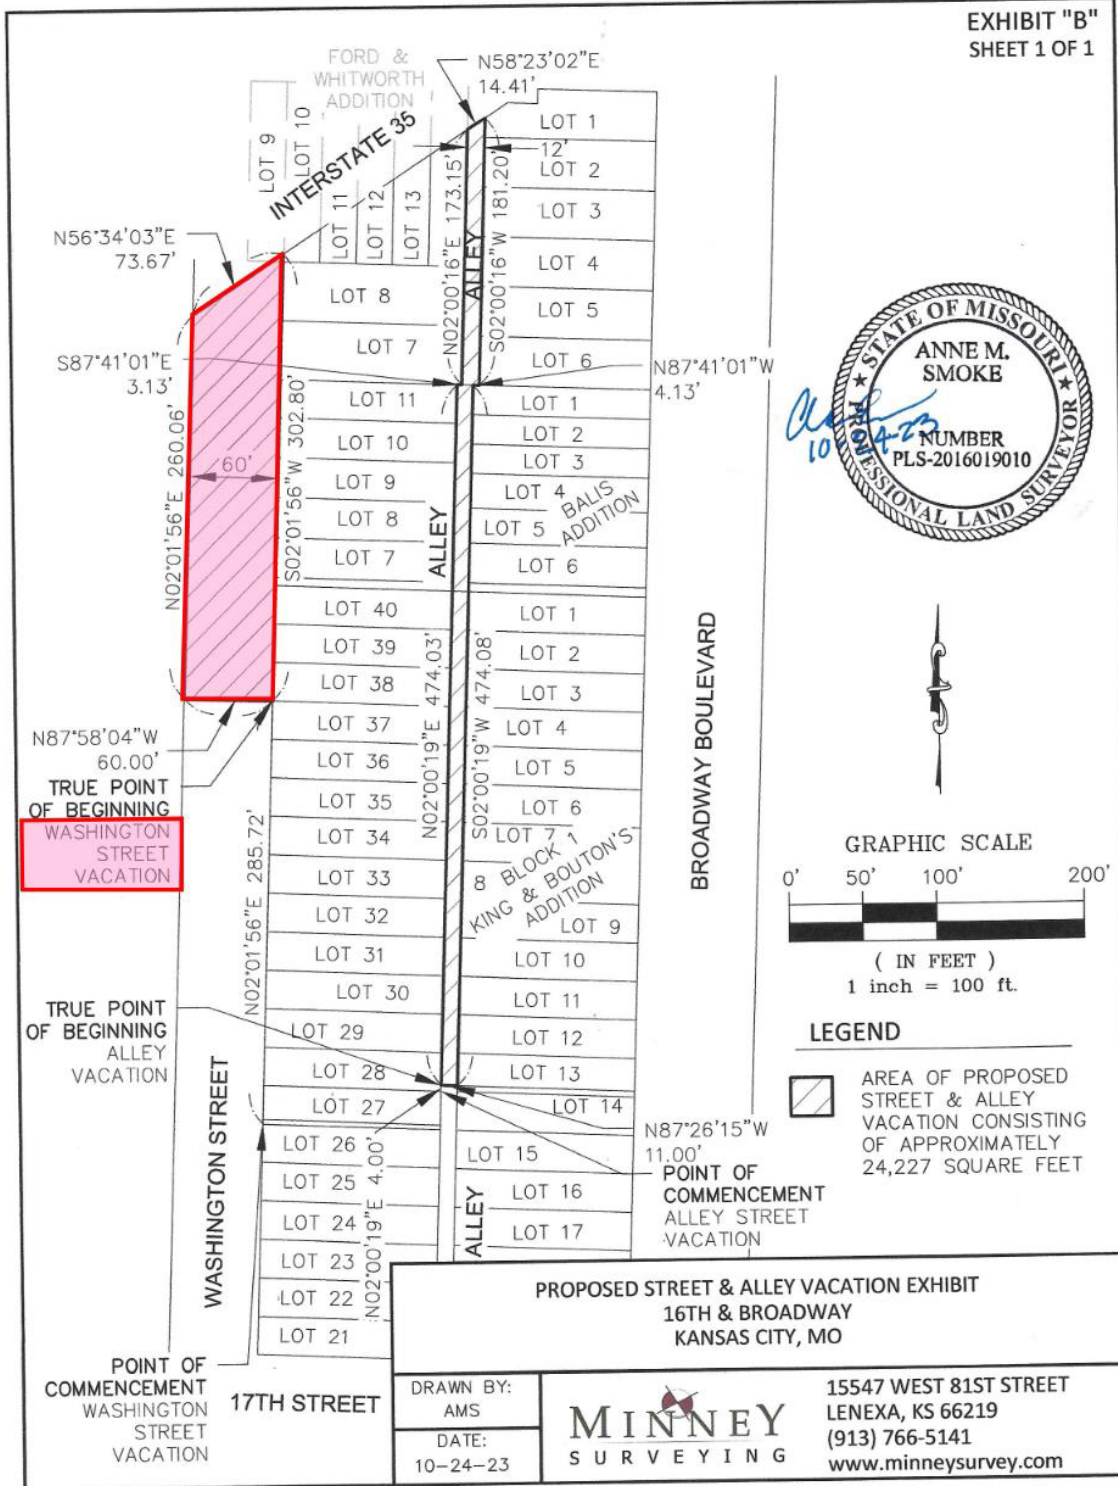 EXHIBIT "B"
SHEET 1 OF 1
FORD &
WHITWORTH
ADDITION
N58°23'02"E
14.41'
LOT 9
LOT 10
INTERSTATE 35
LOT 11
LOT 12
LOT 13
N02°00'16"E 173.15'
S02°00'16"W 181.20'
ALLEY
12'
LOT 1
LOT 2
LOT 3
LOT 4
LOT 5
LOT 6
N56°34'03"E
73.67'
LOT 8
LOT 7
S87°41'01"E
3.13'
N87°41'01"W
4.13'
N02°01'56"E 260.06'
60'
S02°01'56"W 302.80'
LOT 11
LOT 10
LOT 9
LOT 8
LOT 7
ALLEY
LOT 1
LOT 2
LOT 3
LOT 4
LOT 5
LOT 6
BALIS
ADDITION
STATE OF MISSOURI
ANNE M.
SMOKE
NUMBER
PLS-2016019010
PROFESSIONAL LAND SURVEYOR
LOT 40
LOT 39
LOT 38
LOT 37
LOT 36
LOT 35
LOT 34
LOT 33
LOT 32
LOT 31
LOT 30
LOT 29
LOT 28
LOT 27
LOT 26
LOT 25
LOT 24
LOT 23
LOT 22
LOT 21
N02°00'19"E 474.03'
S02°00'19"W 474.08'
LOT 1
LOT 2
LOT 3
LOT 4
LOT 5
LOT 6
LOT 7
8
BLOCK 1
KING & BOUTON'S
ADDITION
LOT 9
LOT 10
LOT 11
LOT 12
LOT 13
LOT 14
LOT 15
LOT 16
LOT 17
BROADWAY BOULEVARD
N87°58'04"W
60.00'
TRUE POINT
OF BEGINNING
WASHINGTON
STREET
VACATION
N02°01'56"E 285.72'
TRUE POINT
OF BEGINNING
ALLEY
VACATION
WASHINGTON STREET
N02°00'19"E 4.00'
ALLEY
N87°26'15"W
11.00'
POINT OF
COMMENCEMENT
ALLEY STREET
VACATION
POINT OF
COMMENCEMENT
WASHINGTON
STREET
VACATION
17TH STREET
GRAPHIC SCALE
0' 50' 100' 200'
( IN FEET )
1 inch = 100 ft.
LEGEND
AREA OF PROPOSED
STREET & ALLEY
VACATION CONSISTING
OF APPROXIMATELY
24,227 SQUARE FEET
PROPOSED STREET & ALLEY VACATION EXHIBIT
16TH & BROADWAY
KANSAS CITY, MO
DRAWN BY:
AMS
DATE:
10-24-23
MINNEY
SURVEYING
15547 WEST 81ST STREET
LENEXA, KS 66219
(913) 766-5141
www.minneysurvey.com